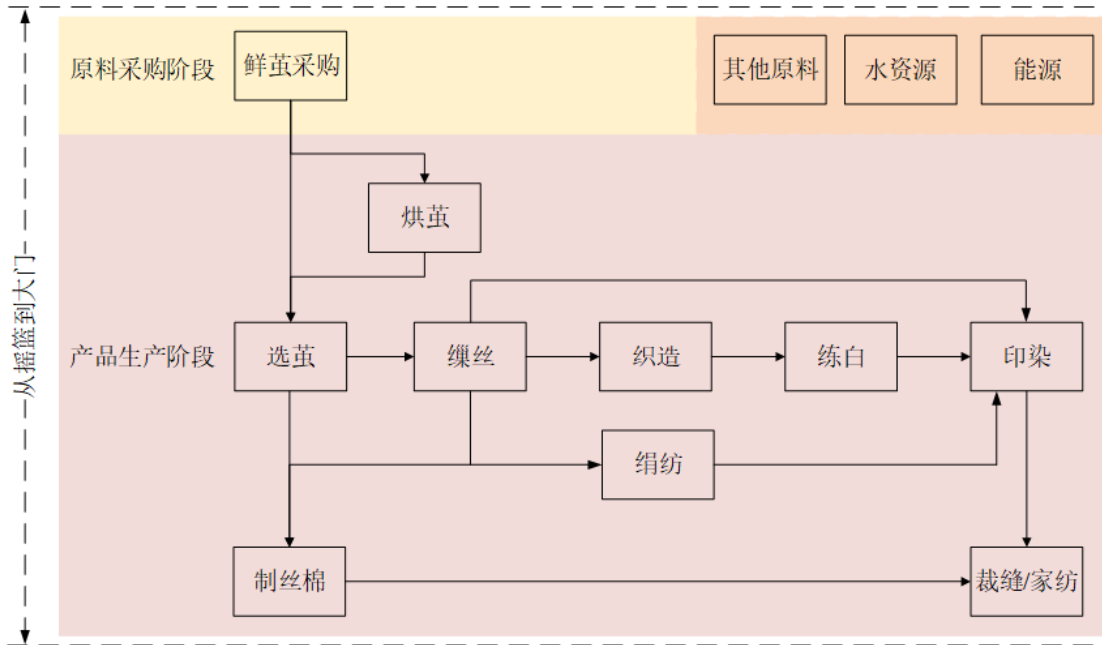 原料采购阶段
鲜茧采购
其他原料
水资源
能源
烘茧
从摇篮到大门
产品生产阶段
选茧
缫丝
织造
练白
印染
绢纺
制丝棉
裁缝/家纺